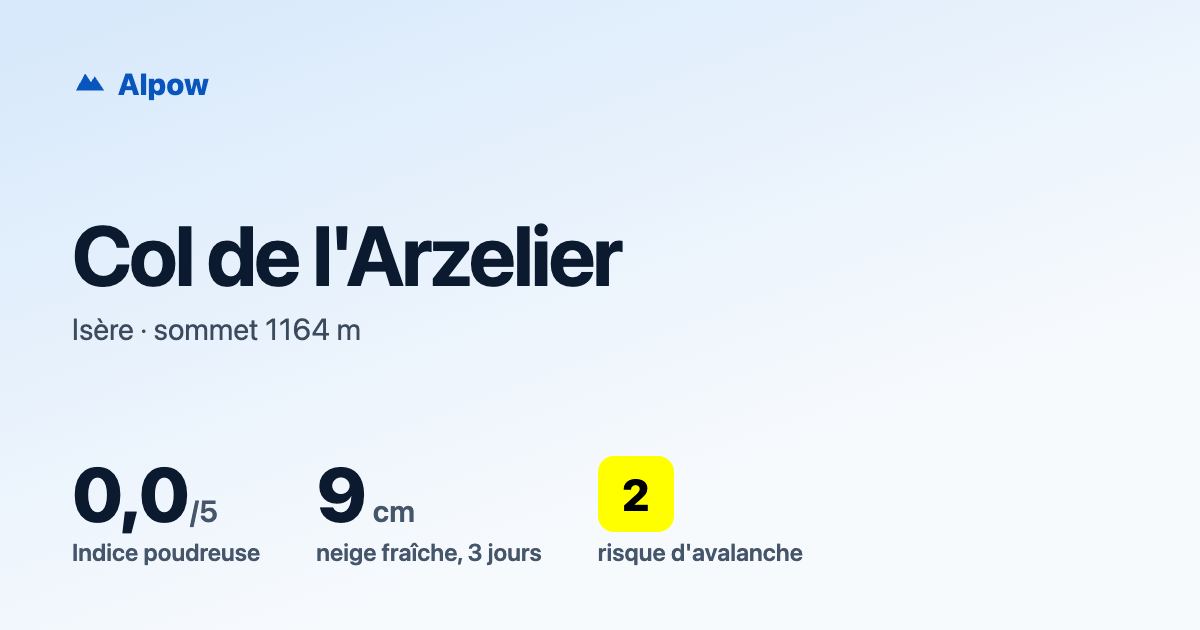 Alpow
Col de l'Arzelier
Isère · sommet 1164 m
0,0/5
Indice poudreuse
9 cm
neige fraîche, 3 jours
2
risque d'avalanche